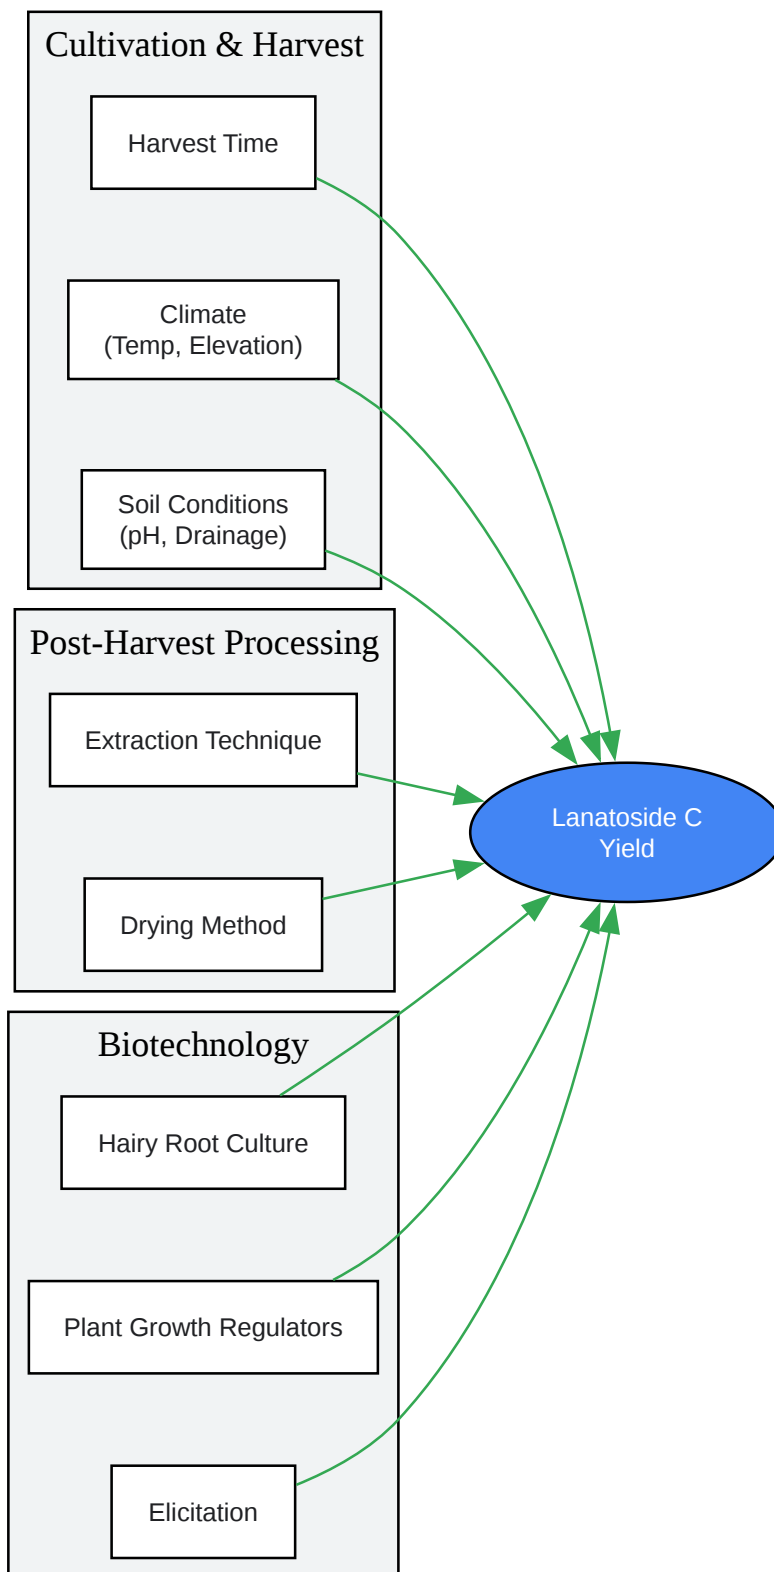 Cultivation & Harvest
Harvest Time
Climate
(Temp, Elevation)
Soil Conditions
(pH, Drainage)
Post-Harvest Processing
Extraction Technique
Drying Method
Lanatoside C
Yield
Biotechnology
Hairy Root Culture
Plant Growth Regulators
Elicitation